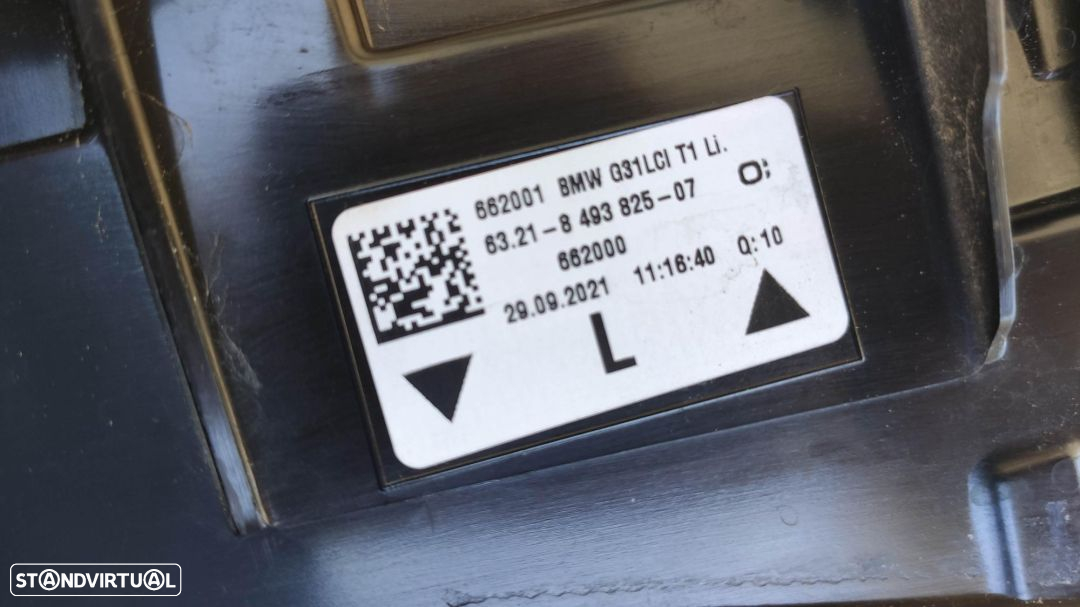 662001 BMW G31LCI T1 Li.
63.21-8 493 825-07 O;
662000
29.09.2021 11:16:40 Q:10
L
STANDVIRTUAL